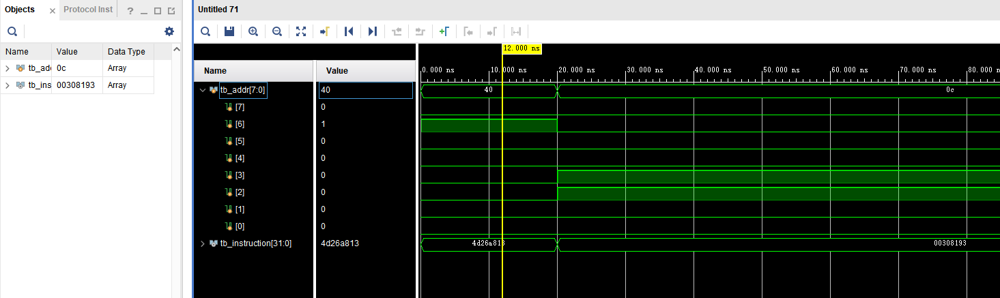 Objects × Protocol Inst ?
Untitled 71
Name Value Data Type
tb_ad 0c Array
tb_ins 00308193 Array
12.000 ns
Name Value
0.000 ns 10.000 ns 20.000 ns 30.000 ns 40.000 ns 50.000 ns 60.000 ns 70.000 ns 80.000
tb_addr[7:0] 40 40 0c
[7] 0
[6] 1
[5] 0
[4] 0
[3] 0
[2] 0
[1] 0
[0] 0
tb_instruction[31:0] 4d26a813 4d26a813 00308193